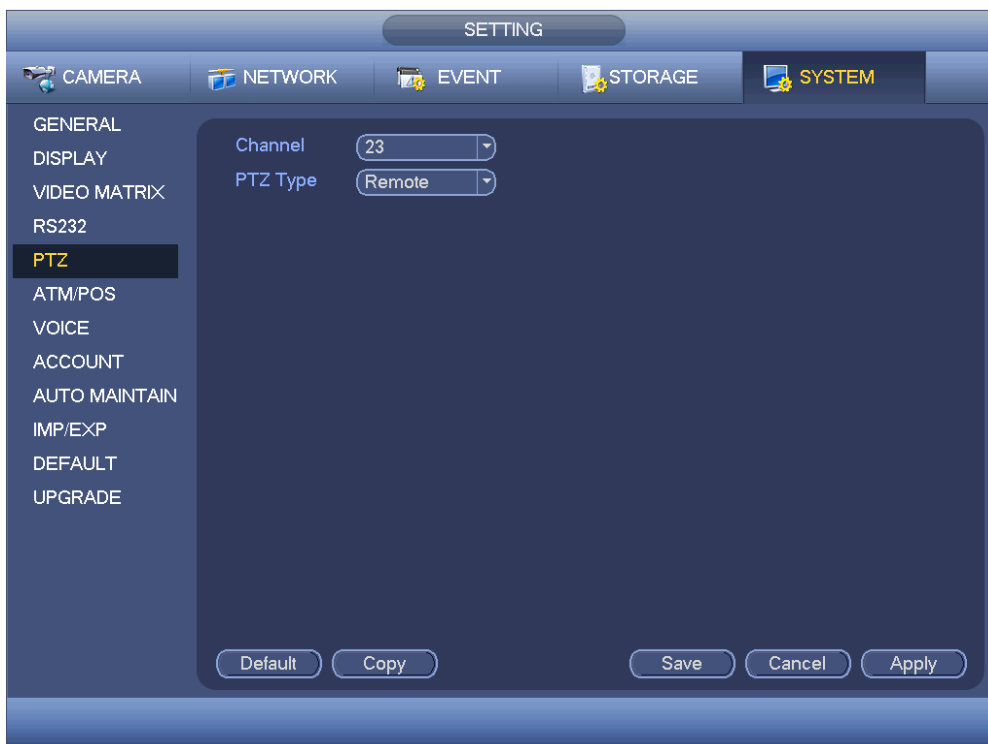 SETTING
CAMERA NETWORK EVENT STORAGE SYSTEM
GENERAL
DISPLAY
VIDEO MATRIX
RS232
PTZ
ATM/POS
VOICE
ACCOUNT
AUTO MAINTAIN
IMP/EXP
DEFAULT
UPGRADE
Channel 23
PTZ Type Remote
Default Copy Save Cancel Apply